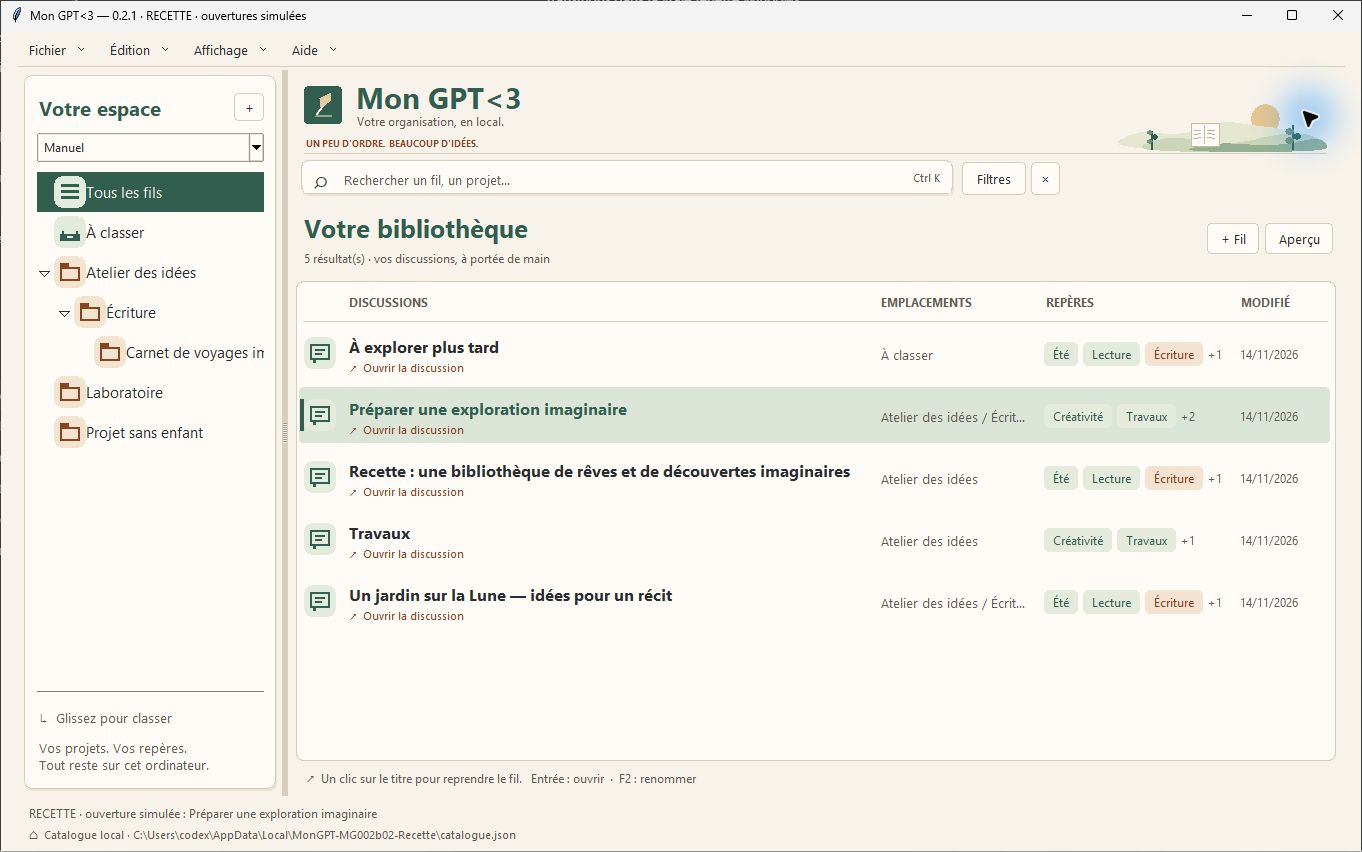 Mon GPT<3 — 0.2.1 · RECETTE · ouvertures simulées
Fichier Édition Affichage Aide
Votre espace
+
Manuel
Tous les fils
À classer
Atelier des idées
Écriture
Carnet de voyages im
Laboratoire
Projet sans enfant
Glissez pour classer
Vos projets. Vos repères.
Tout reste sur cet ordinateur.
Mon GPT<3
Votre organisation, en local.
UN PEU D'ORDRE. BEAUCOUP D'IDÉES.
Rechercher un fil, un projet... Ctrl K
Filtres
×
Votre bibliothèque
5 résultat(s) · vos discussions, à portée de main
+ Fil
Aperçu
DISCUSSIONS EMPLACEMENTS REPÈRES MODIFIÉ
À explorer plus tard
↗ Ouvrir la discussion
À classer
Été Lecture Écriture +1
14/11/2026
Préparer une exploration imaginaire
↗ Ouvrir la discussion
Atelier des idées / Écrit...
Créativité Travaux +2
14/11/2026
Recette : une bibliothèque de rêves et de découvertes imaginaires
↗ Ouvrir la discussion
Atelier des idées
Été Lecture Écriture +1
14/11/2026
Travaux
↗ Ouvrir la discussion
Atelier des idées
Créativité Travaux +1
14/11/2026
Un jardin sur la Lune — idées pour un récit
↗ Ouvrir la discussion
Atelier des idées / Écrit...
Été Lecture Écriture +1
14/11/2026
↗ Un clic sur le titre pour reprendre le fil. Entrée : ouvrir · F2 : renommer
RECETTE · ouverture simulée : Préparer une exploration imaginaire
⌂ Catalogue local · C:\Users\codex\AppData\Local\MonGPT-MG002b02-Recette\catalogue.json